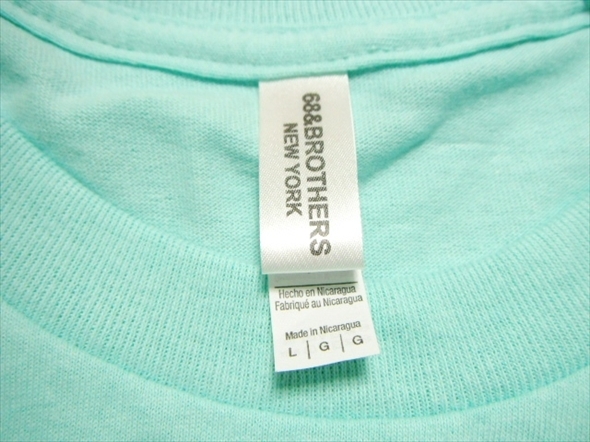 68&BROTHERS
NEW YORK
Hecho en Nicaragua
Fabriqué au Nicaragua
Made in Nicaragua
L | G | G